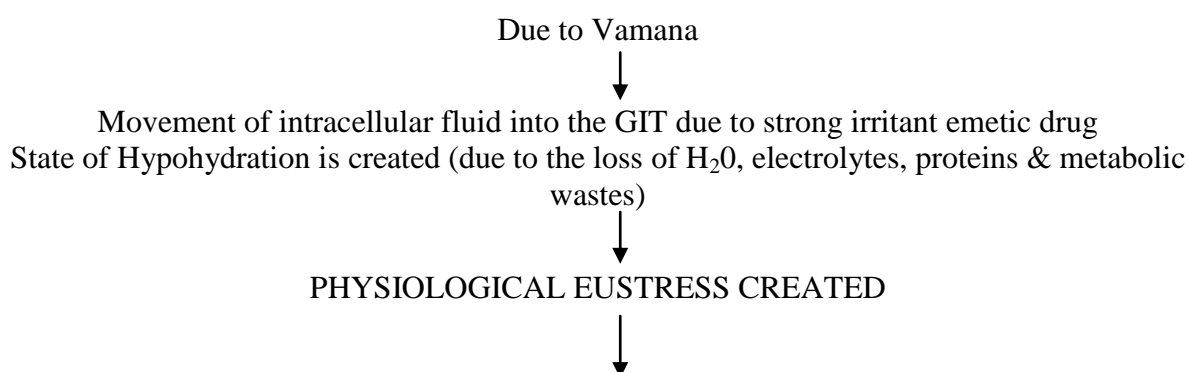 Due to Vamana
Movement of intracellular fluid into the GIT due to strong irritant emetic drug
State of Hypohydration is created (due to the loss of H₂0, electrolytes, proteins & metabolic
wastes)
PHYSIOLOGICAL EUSTRESS CREATED